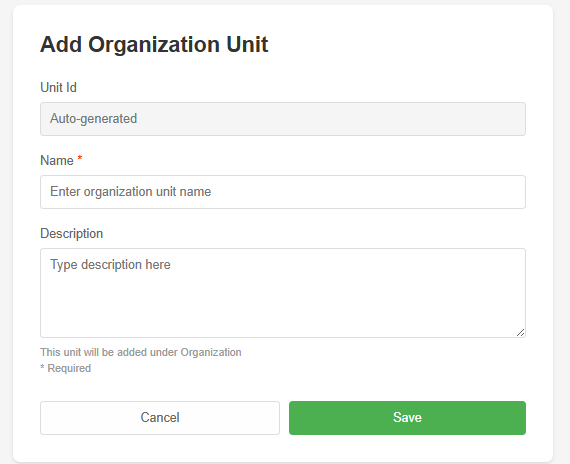 Add Organization Unit
Unit Id
Auto-generated
Name *
Enter organization unit name
Description
Type description here
This unit will be added under Organization
* Required
Cancel Save